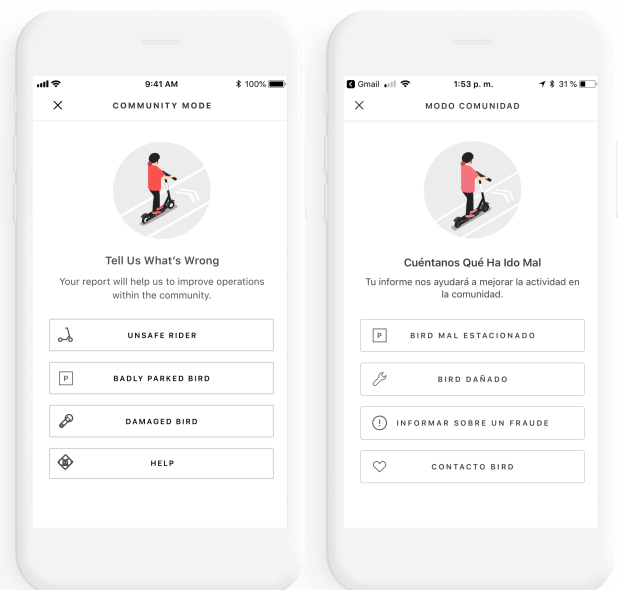 9:41 AM
100%
COMMUNITY MODE
Tell Us What's Wrong
Your report will help us to improve operations
within the community.
UNSAFE RIDER
P
BADLY PARKED BIRD
DAMAGED BIRD
HELP
Gmail
1:53 p. m.
31 %
MODO COMUNIDAD
Cuéntanos Qué Ha Ido Mal
Tu informe nos ayudará a mejorar la actividad en
la comunidad.
P
BIRD MAL ESTACIONADO
BIRD DAÑADO
INFORMAR SOBRE UN FRAUDE
CONTACTO BIRD